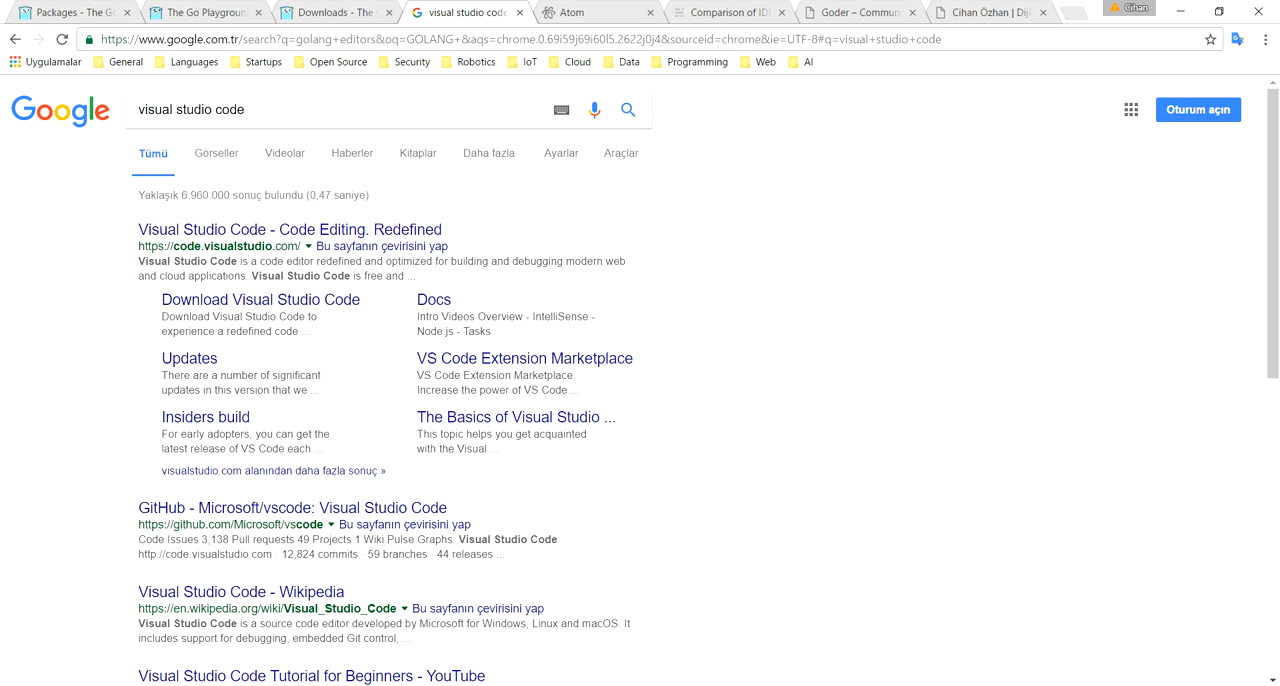 Packages - The Go
The Go Playground
Downloads - The
visual studio code
Atom
Comparison of IDE
Goder – Commun
Cihan Özhan | Diji
Cihan
https://www.google.com.tr/search?q=golang+editors&oq=GOLANG+&aqs=chrome.0.69i59j69i60l5.2622j0j4&sourceid=chrome&ie=UTF-8#q=visual+studio+code
Uygulamalar General Languages Startups Open Source Security Robotics IoT Cloud Data Programming Web AI
Google
visual studio code
Oturum açın
Tümü Görseller Videolar Haberler Kitaplar Daha fazla Ayarlar Araçlar
Yaklaşık 6.960.000 sonuç bulundu (0,47 saniye)
Visual Studio Code - Code Editing. Redefined
https://code.visualstudio.com/ Bu sayfanın çevirisini yap
Visual Studio Code is a code editor redefined and optimized for building and debugging modern web
and cloud applications. Visual Studio Code is free and ...
Download Visual Studio Code
Download Visual Studio Code to
experience a redefined code ...
Docs
Intro Videos Overview - IntelliSense -
Node.js - Tasks
Updates
There are a number of significant
updates in this version that we ...
VS Code Extension Marketplace
VS Code Extension Marketplace.
Increase the power of VS Code ...
Insiders build
For early adopters, you can get the
latest release of VS Code each ...
The Basics of Visual Studio ...
This topic helps you get acquainted
with the Visual ...
visualstudio.com alanından daha fazla sonuç »
GitHub - Microsoft/vscode: Visual Studio Code
https://github.com/Microsoft/vscode Bu sayfanın çevirisini yap
Code Issues 3,138 Pull requests 49 Projects 1 Wiki Pulse Graphs. Visual Studio Code
http://code.visualstudio.com · 12,824 commits · 59 branches · 44 releases ...
Visual Studio Code - Wikipedia
https://en.wikipedia.org/wiki/Visual_Studio_Code Bu sayfanın çevirisini yap
Visual Studio Code is a source code editor developed by Microsoft for Windows, Linux and macOS. It
includes support for debugging, embedded Git control, ...
Visual Studio Code Tutorial for Beginners - YouTube